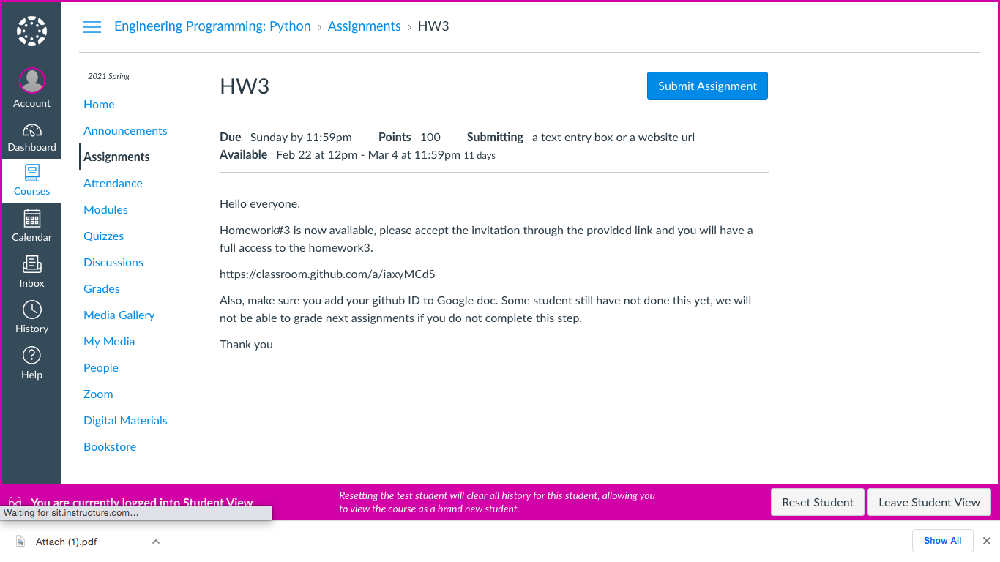 Engineering Programming: Python › Assignments › HW3
Account
Dashboard
Courses
Calendar
Inbox
History
Help
2021 Spring
Home
Announcements
Assignments
Attendance
Modules
Quizzes
Discussions
Grades
Media Gallery
My Media
People
Zoom
Digital Materials
Bookstore
HW3
Submit Assignment
Due Sunday by 11:59pm Points 100 Submitting a text entry box or a website url
Available Feb 22 at 12pm - Mar 4 at 11:59pm 11 days
Hello everyone,
Homework#3 is now available, please accept the invitation through the provided link and you will have a
full access to the homework3.
https://classroom.github.com/a/iaxyMCdS
Also, make sure you add your github ID to Google doc. Some student still have not done this yet, we will
not be able to grade next assignments if you do not complete this step.
Thank you
You are currently logged into Student View
Resetting the test student will clear all history for this student, allowing you
to view the course as a brand new student.
Reset Student
Leave Student View
Waiting for sit.instructure.com...
Attach (1).pdf
Show All